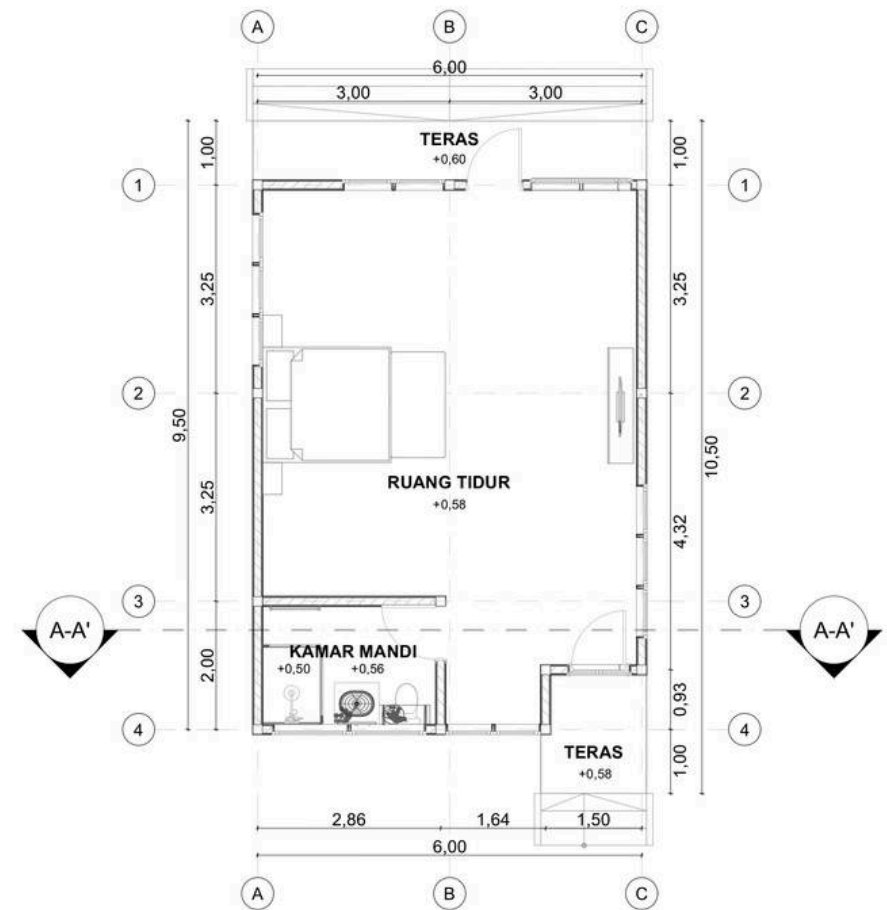 A B C
6,00
3,00 3,00
TERAS
+0,60
1,00 1,00
1 1
3,25 3,25
2 2
9,50 10,50
RUANG TIDUR
+0,58
3,25 4,32
3 3
A-A' A-A'
KAMAR MANDI
+0,50 +0,56
2,00 0,93
4 4
TERAS
+0,58
1,00
2,86 1,64 1,50
6,00
A B C